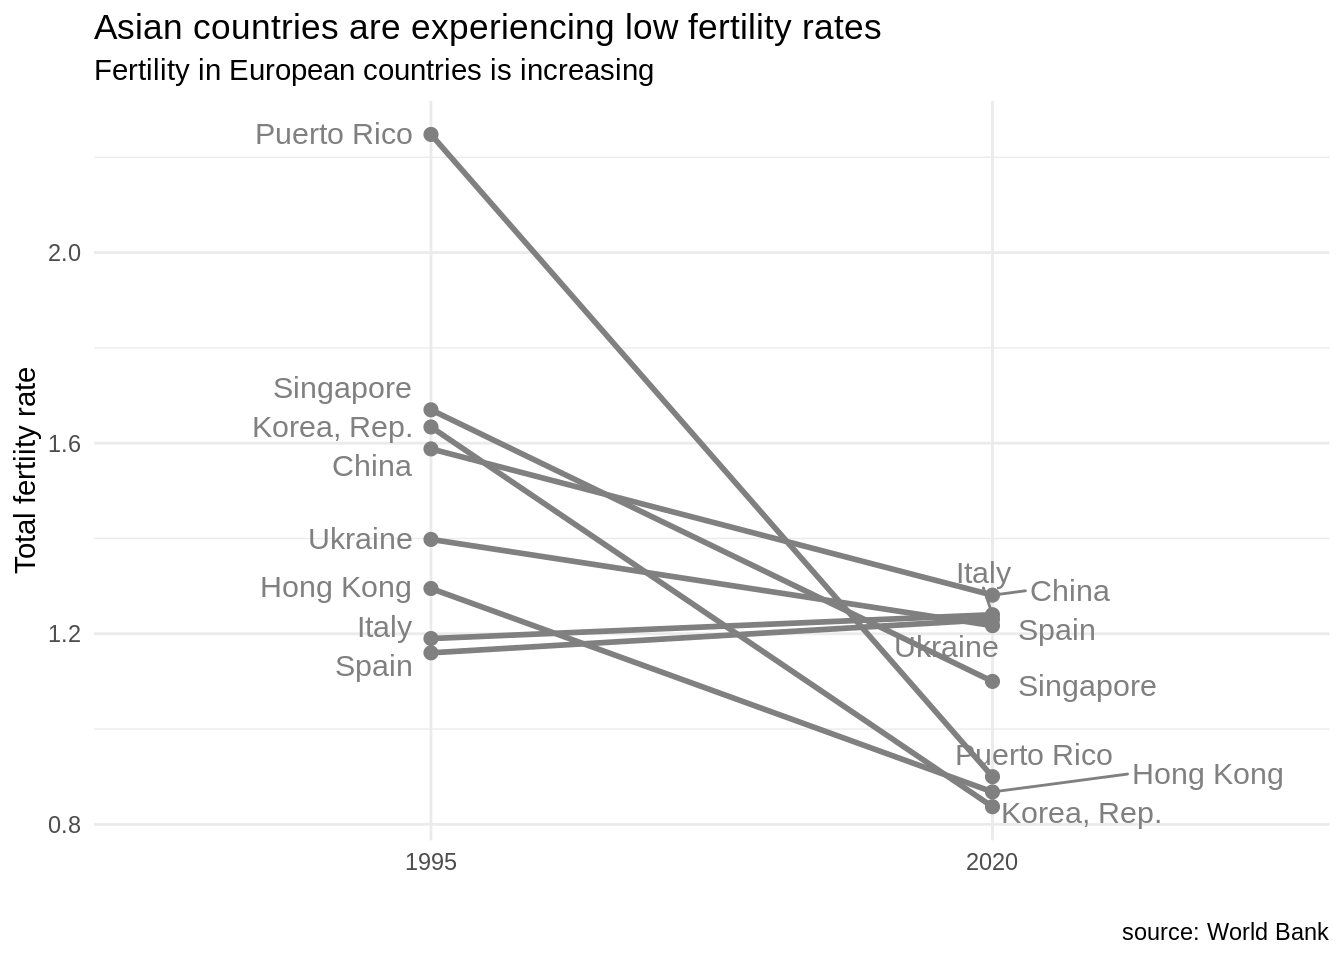 Asian countries are experiencing low fertility rates
Fertility in European countries is increasing
Total fertiity rate
2.0
1.6
1.2
0.8
Puerto Rico
Singapore
Korea, Rep.
China
Ukraine
Hong Kong
Italy
Spain
Italy
China
Spain
Ukraine
Singapore
Puerto Rico
Hong Kong
Korea, Rep.
1995
2020
source: World Bank